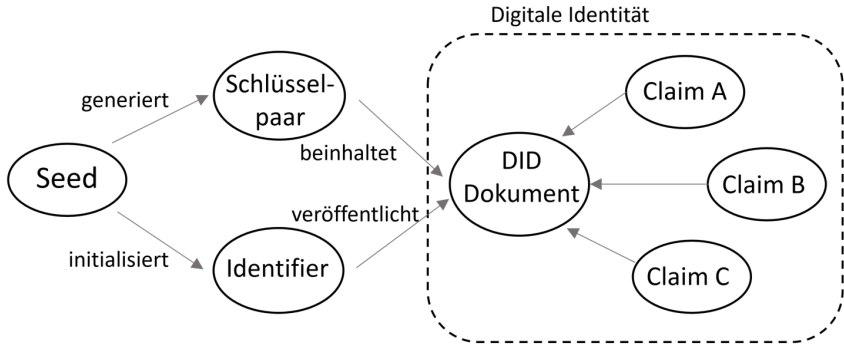 Digitale Identität
Schlüssel-
paar
generiert
Claim A
beinhaltet
DID
Dokument
Seed
Claim B
veröffentlicht
initialisiert
Identifier
Claim C